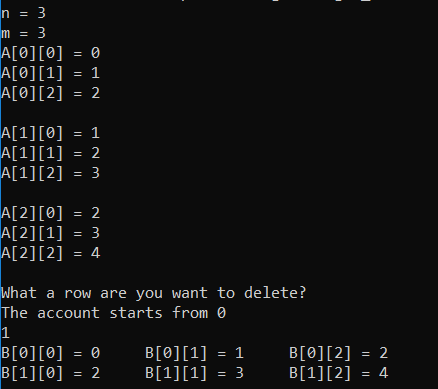 n = 3
m = 3
A[0][0] = 0
A[0][1] = 1
A[0][2] = 2
A[1][0] = 1
A[1][1] = 2
A[1][2] = 3
A[2][0] = 2
A[2][1] = 3
A[2][2] = 4
What a row are you want to delete?
The account starts from 0
1
B[0][0] = 0 B[0][1] = 1 B[0][2] = 2
B[1][0] = 2 B[1][1] = 3 B[1][2] = 4